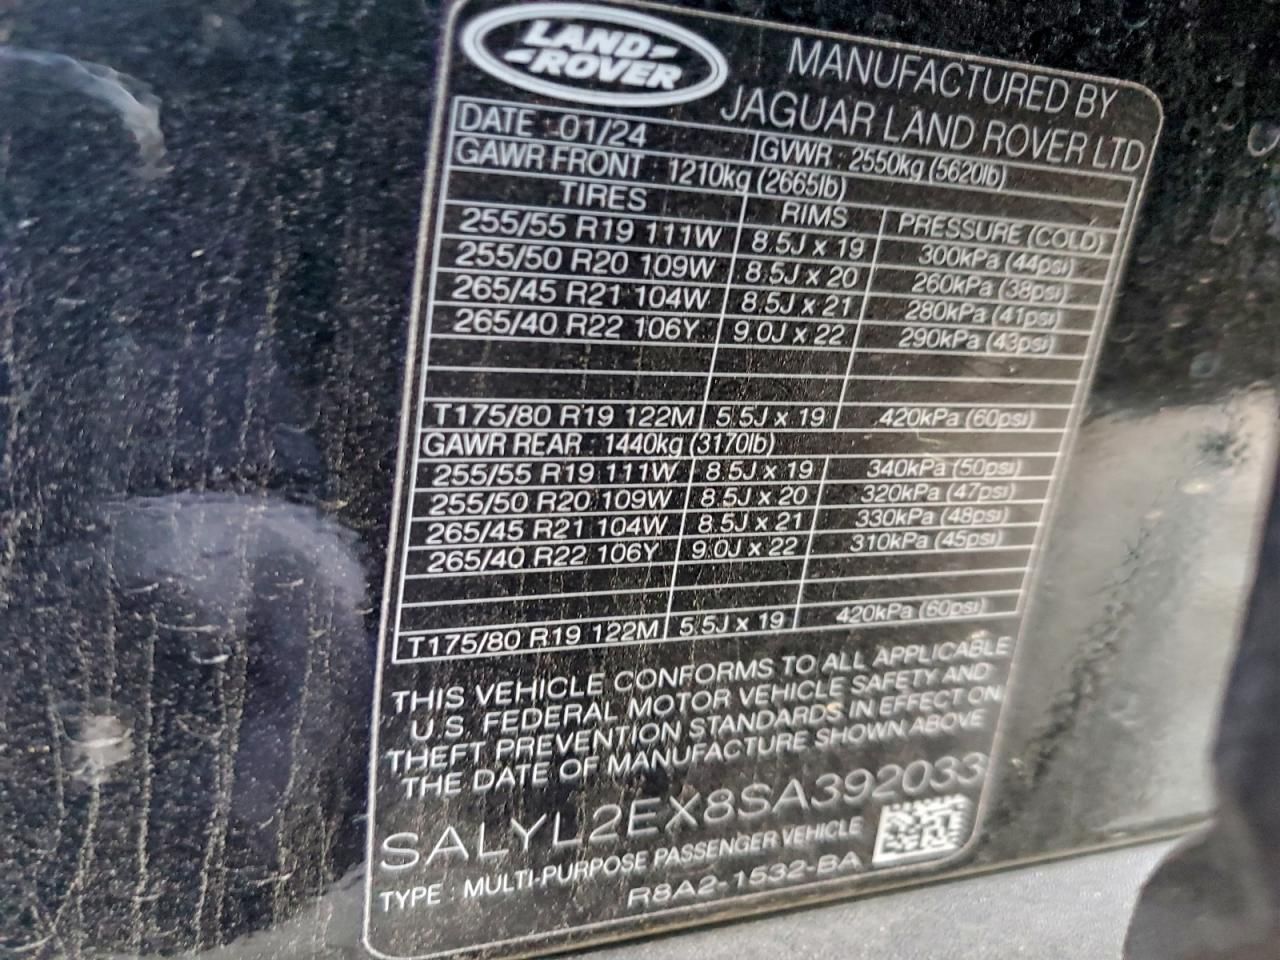 LAND-
-ROVER
MANUFACTURED BY
JAGUAR LAND ROVER LTD
DATE : 01/24 GVWR : 2550kg (5620lb)
GAWR FRONT : 1210kg (2665lb)
TIRES RIMS PRESSURE (COLD)
255/55 R19 111W 8.5J x 19 300kPa (44psi)
255/50 R20 109W 8.5J x 20 260kPa (38psi)
265/45 R21 104W 8.5J x 21 280kPa (41psi)
265/40 R22 106Y 9.0J x 22 290kPa (43psi)
T175/80 R19 122M 5.5J x 19 420kPa (60psi)
GAWR REAR : 1440kg (3170lb)
255/55 R19 111W 8.5J x 19 340kPa (50psi)
255/50 R20 109W 8.5J x 20 320kPa (47psi)
265/45 R21 104W 8.5J x 21 330kPa (48psi)
265/40 R22 106Y 9.0J x 22 310kPa (45psi)
T175/80 R19 122M 5.5J x 19 420kPa (60psi)
THIS VEHICLE CONFORMS TO ALL APPLICABLE
U.S. FEDERAL MOTOR VEHICLE SAFETY AND
THEFT PREVENTION STANDARDS IN EFFECT ON
THE DATE OF MANUFACTURE SHOWN ABOVE
SALYL2EX8SA392033
TYPE : MULTI-PURPOSE PASSENGER VEHICLE
R8A2-1532-BA